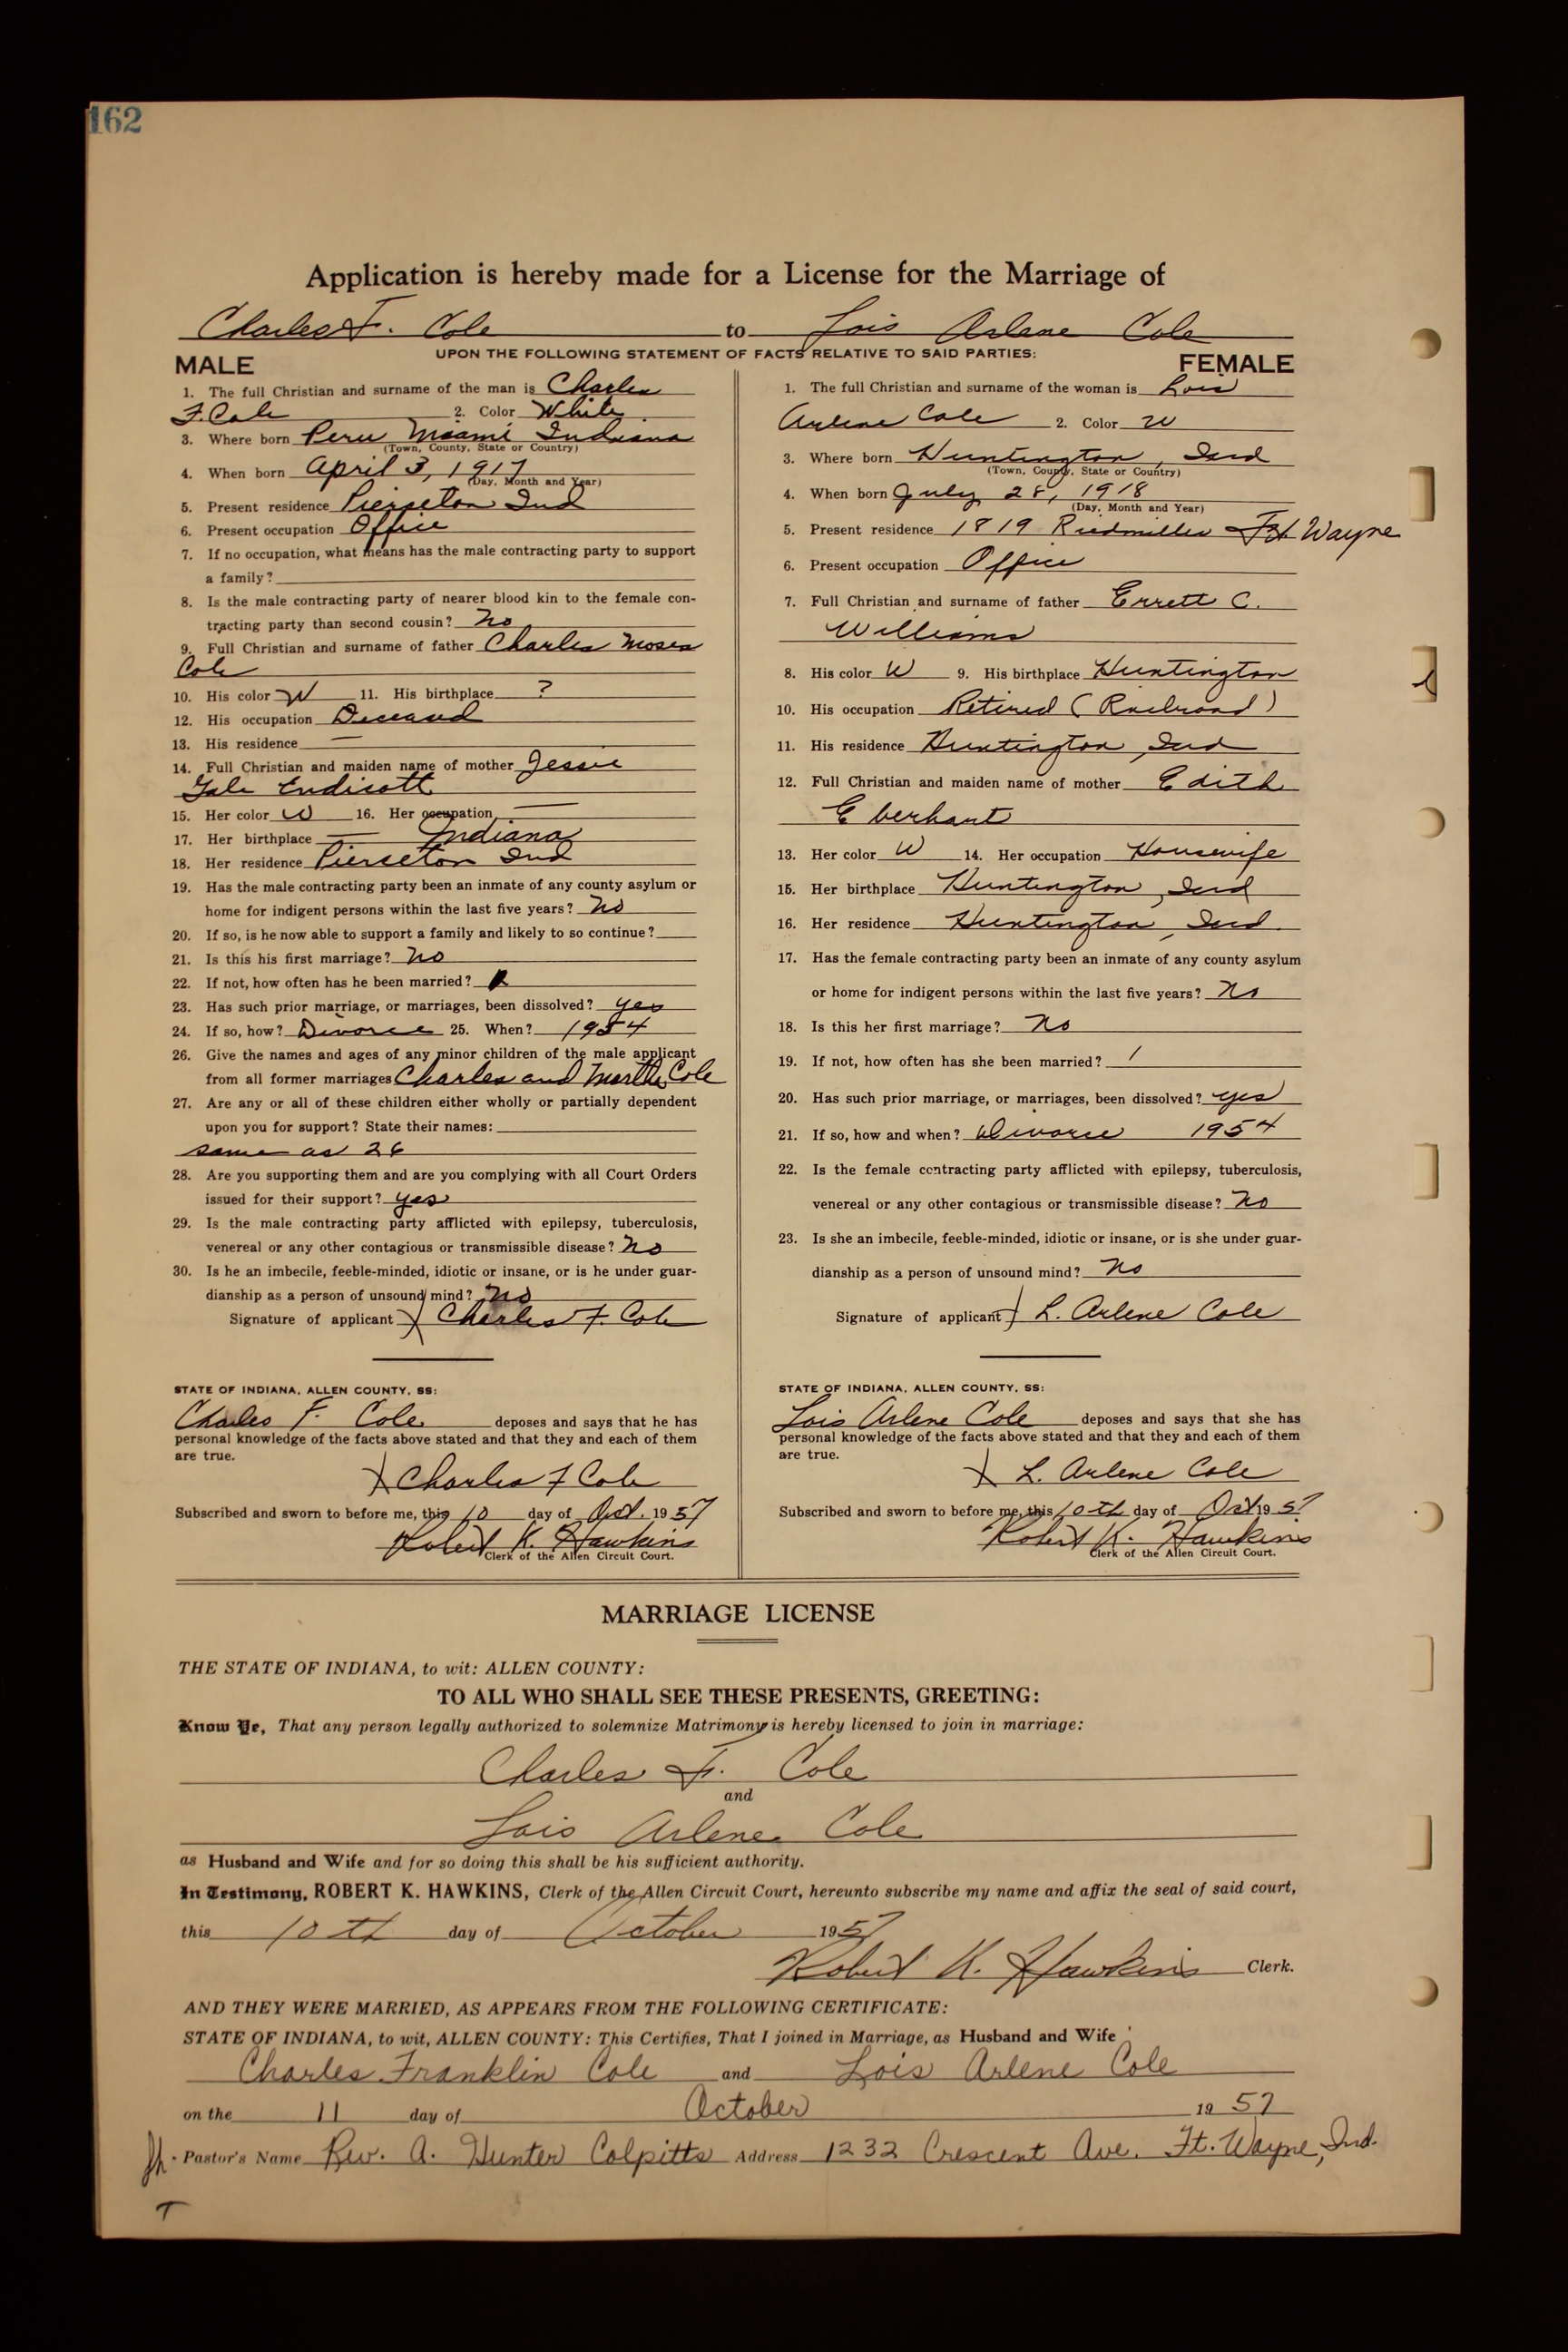 162
Application is hereby made for a License for the Marriage of
Charles F. Cole to Lois Arlene Cole
UPON THE FOLLOWING STATEMENT OF FACTS RELATIVE TO SAID PARTIES:
MALE
1. The full Christian and surname of the man is Charles
F. Cole 2. Color White
3. Where born Peru Miami Indiana
(Town, County, State or Country)
4. When born April 3, 1917
(Day, Month and Year)
5. Present residence Pierceton Ind
6. Present occupation Office
7. If no occupation, what means has the male contracting party to support
a family?
8. Is the male contracting party of nearer blood kin to the female con-
tracting party than second cousin? No
9. Full Christian and surname of father Charles Moses
Cole
10. His color W 11. His birthplace ?
12. His occupation Deceased
13. His residence —
14. Full Christian and maiden name of mother Jessie
Gale Endicott
15. Her color W 16. Her occupation —
17. Her birthplace — Indiana
18. Her residence Pierceton Ind
19. Has the male contracting party been an inmate of any county asylum or
home for indigent persons within the last five years? No
20. If so, is he now able to support a family and likely to so continue?
21. Is this his first marriage? No
22. If not, how often has he been married?
23. Has such prior marriage, or marriages, been dissolved? yes
24. If so, how? Divorce 25. When? 1954
26. Give the names and ages of any minor children of the male applicant
from all former marriages Charles and Martha Cole
27. Are any or all of these children either wholly or partially dependent
upon you for support? State their names:
same as 26
28. Are you supporting them and are you complying with all Court Orders
issued for their support? yes
29. Is the male contracting party afflicted with epilepsy, tuberculosis,
venereal or any other contagious or transmissible disease? No
30. Is he an imbecile, feeble-minded, idiotic or insane, or is he under guar-
dianship as a person of unsound mind? No
Signature of applicant Charles F. Cole
STATE OF INDIANA, ALLEN COUNTY, SS:
Charles F. Cole deposes and says that he has
personal knowledge of the facts above stated and that they and each of them
are true.
X Charles F Cole
Subscribed and sworn to before me, this 10 day of Oct. 1957
Robert K. Hawkins
Clerk of the Allen Circuit Court.
FEMALE
1. The full Christian and surname of the woman is Lois
Arlene Cole 2. Color W
3. Where born Huntington, Ind
(Town, County, State or Country)
4. When born July 28, 1918
(Day, Month and Year)
5. Present residence 1819 Riedmiller Ft Wayne
6. Present occupation Office
7. Full Christian and surname of father Errett C.
Williams
8. His color W 9. His birthplace Huntington
10. His occupation Retired (Railroad)
11. His residence Huntington, Ind
12. Full Christian and maiden name of mother Edith
Eberhart
13. Her color W 14. Her occupation Housewife
15. Her birthplace Huntington, Ind
16. Her residence Huntington, Ind.
17. Has the female contracting party been an inmate of any county asylum
or home for indigent persons within the last five years? No
18. Is this her first marriage? No
19. If not, how often has she been married? 1
20. Has such prior marriage, or marriages, been dissolved? yes
21. If so, how and when? Divorce 1954
22. Is the female contracting party afflicted with epilepsy, tuberculosis,
venereal or any other contagious or transmissible disease? No
23. Is she an imbecile, feeble-minded, idiotic or insane, or is she under guar-
dianship as a person of unsound mind? No
Signature of applicant L. Arlene Cole
STATE OF INDIANA, ALLEN COUNTY, SS:
Lois Arlene Cole deposes and says that she has
personal knowledge of the facts above stated and that they and each of them
are true.
X L. Arlene Cole
Subscribed and sworn to before me, this 10th day of Oct 1957
Robert K. Hawkins
Clerk of the Allen Circuit Court.
MARRIAGE LICENSE
THE STATE OF INDIANA, to wit: ALLEN COUNTY:
TO ALL WHO SHALL SEE THESE PRESENTS, GREETING:
Know Ye, That any person legally authorized to solemnize Matrimony is hereby licensed to join in marriage:
Charles F. Cole
and
Lois Arlene Cole
as Husband and Wife and for so doing this shall be his sufficient authority.
In Testimony, ROBERT K. HAWKINS, Clerk of the Allen Circuit Court, hereunto subscribe my name and affix the seal of said court,
this 10th day of October 1957
Robert K. Hawkins Clerk.
AND THEY WERE MARRIED, AS APPEARS FROM THE FOLLOWING CERTIFICATE:
STATE OF INDIANA, to wit, ALLEN COUNTY: This Certifies, That I joined in Marriage, as Husband and Wife
Charles Franklin Cole and Lois Arlene Cole
on the 11 day of October 1957
Pastor's Name Rev. A. Hunter Colpitts Address 1232 Crescent Ave. Ft. Wayne, Ind.
T